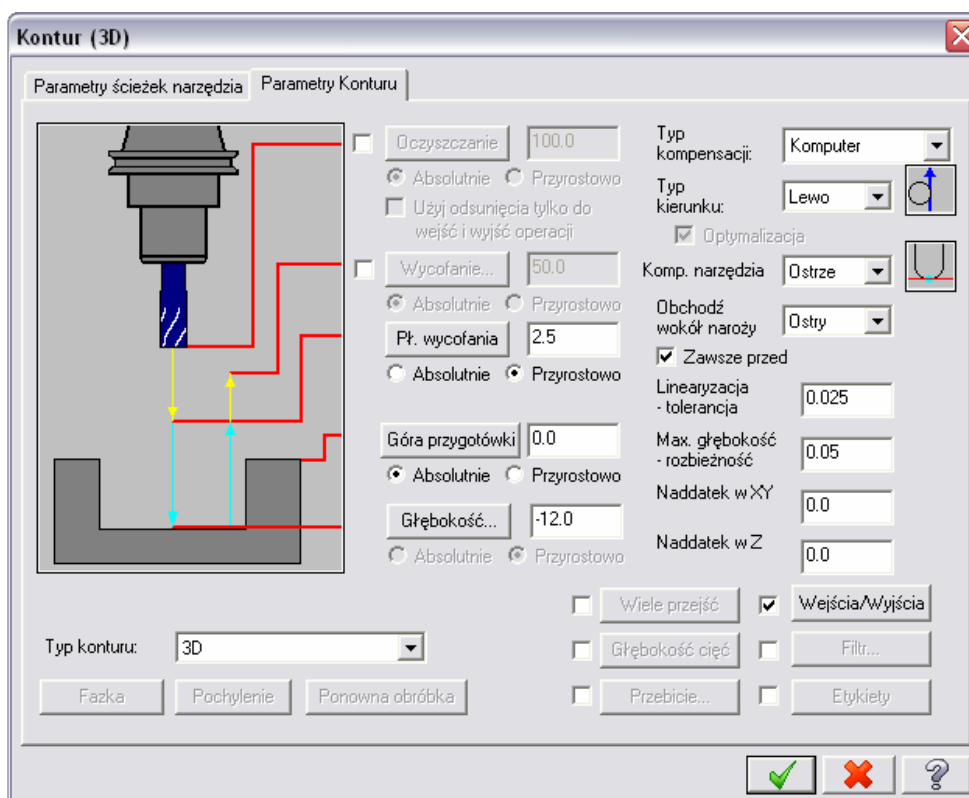 Kontur (3D)
Parametry ścieżek narzędzia
Parametry Konturu
Oczyszczanie
100.0
Absolutnie
Przyrostowo
Użyj odsunięcia tylko do
wejść i wyjść operacji
Wycofanie...
50.0
Absolutnie
Przyrostowo
Pł. wycofania
2.5
Absolutnie
Przyrostowo
Góra przygotówki
0.0
Absolutnie
Przyrostowo
Głębokość...
-12.0
Absolutnie
Przyrostowo
Typ
kompensacji:
Komputer
Typ
kierunku:
Lewo
Optymalizacja
Komp. narzędzia
Ostrze
Obchodź
wokół naroży
Ostry
Zawsze przed
Linearyzacja
- tolerancja
0.025
Max. głębokość
- rozbieżność
0.05
Naddatek w XY
0.0
Naddatek w Z
0.0
Wiele przejść
Wejścia/Wyjścia
Głębokość cięć
Filtr...
Przebicie...
Etykiety
Typ konturu:
3D
Fazka
Pochylenie
Ponowna obróbka